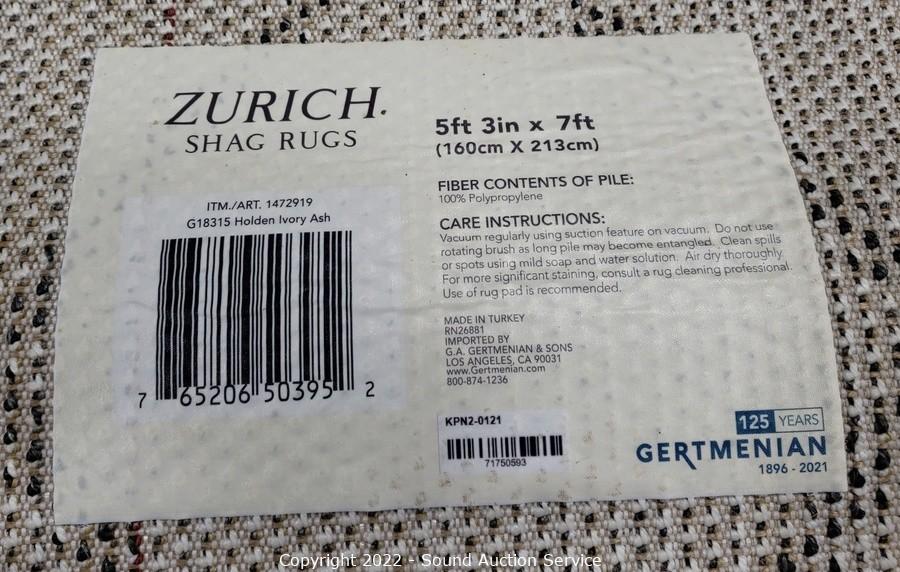 ZURICH.
SHAG RUGS
ITM./ART. 1472919
G18315 Holden Ivory Ash
7 65206 50395 2
5ft 3in x 7ft
(160cm X 213cm)
FIBER CONTENTS OF PILE:
100% Polypropylene
CARE INSTRUCTIONS:
Vacuum regularly using suction feature on vacuum. Do not use
rotating brush as long pile may become entangled. Clean spills
or spots using mild soap and water solution. Air dry thoroughly.
For more significant staining, consult a rug cleaning professional.
Use of rug pad is recommended.
MADE IN TURKEY
RN26881
IMPORTED BY
G.A. GERTMENIAN & SONS
LOS ANGELES, CA 90031
www.Gertmenian.com
800-874-1236
KPN2-0121
71750593
125 YEARS
GERTMENIAN
1896 - 2021
Copyright 2022 - Sound Auction Service